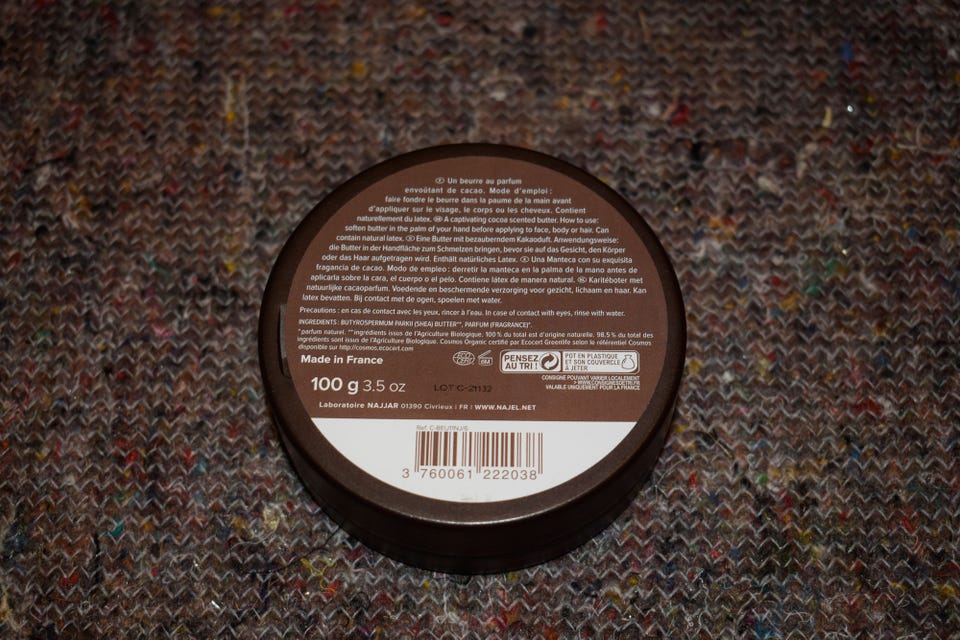 Un beurre au parfum
envoûtant de cacao. Mode d'emploi :
faire fondre le beurre dans la paume de la main avant
d'appliquer sur le visage, le corps ou les cheveux. Contient
naturellement du latex. A captivating cocoa scented butter. How to use:
soften butter in the palm of your hand before applying to face, body or hair. Can
contain natural latex. Eine Butter mit bezauberndem Kakaoduft. Anwendungsweise:
die Butter in der Handfläche zum Schmelzen bringen, bevor sie auf das Gesicht, den Körper
oder das Haar aufgetragen wird. Enthält natürliches Latex. Una Manteca con su exquisita
fragancia de cacao. Modo de empleo: derretir la manteca en la palma de la mano antes de
aplicarla sobre la cara, el cuerpo o el pelo. Contiene látex de manera natural. Karitéboter met
natuurlijke cacaoparfum. Voedende en beschermende verzorging voor gezicht, lichaam en haar. Kan
latex bevatten. Bij contact met de ogen, spoelen met water.
Precautions : en cas de contact avec les yeux, rincer à l'eau. In case of contact with eyes, rinse with water.
INGREDIENTS: BUTYROSPERMUM PARKII (SHEA) BUTTER**, PARFUM (FRAGRANCE)*.
*parfum naturel. **ingrédients issus de l'Agriculture Biologique. 100% du total est d'origine naturelle. 98.5% du total des
ingrédients sont issus de l'Agriculture Biologique. Cosmos Organic certifié par Ecocert Greenlife selon le référentiel Cosmos
disponible sur http://cosmos.ecocert.com
Made in France
6M
PENSEZ
AU TRI !
POT EN PLASTIQUE
ET SON COUVERCLE
À JETER
CONSIGNE POUVANT VARIER LOCALEMENT
> WWW.CONSIGNESDETRI.FR
VALABLE UNIQUEMENT POUR LA FRANCE
100 g 3.5 oz
LOT C-21132
Laboratoire NAJJAR 01390 Civrieux | FR | WWW.NAJEL.NET
Ref. C-BEUTINJ/6
3 760061 222038